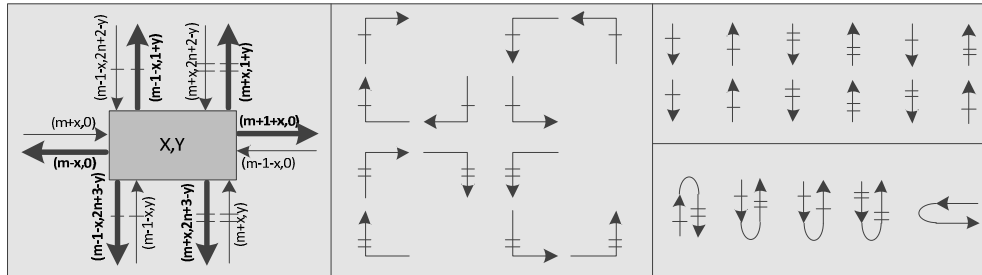 (m-1-x,2n+2-y)
(m-1-x,1+y)
(m+x,2n+2-y)
(m+x,1+y)
(m+x,0)
(m+1+x,0)
X,Y
(m-x,0)
(m-1-x,0)
(m-1-x,2n+3-y)
(m-1-x,y)
(m+x,2n+3-y)
(m+x,y)